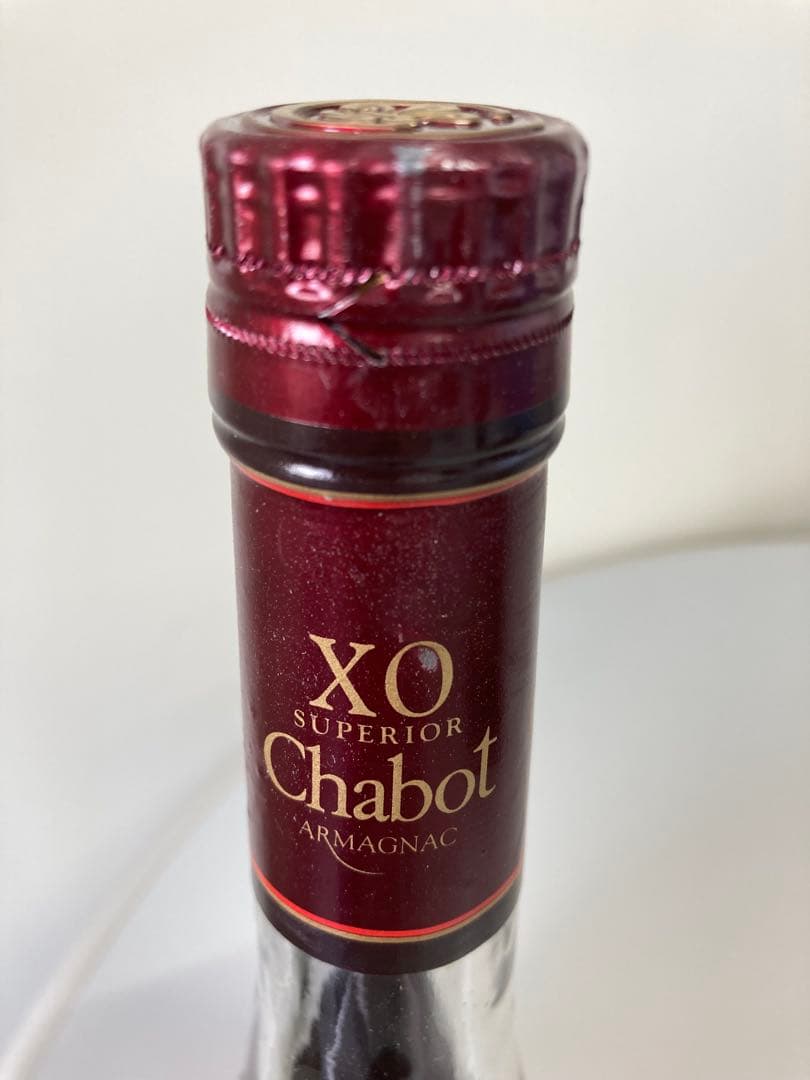 XO
SUPERIOR
Chabot
ARMAGNAC